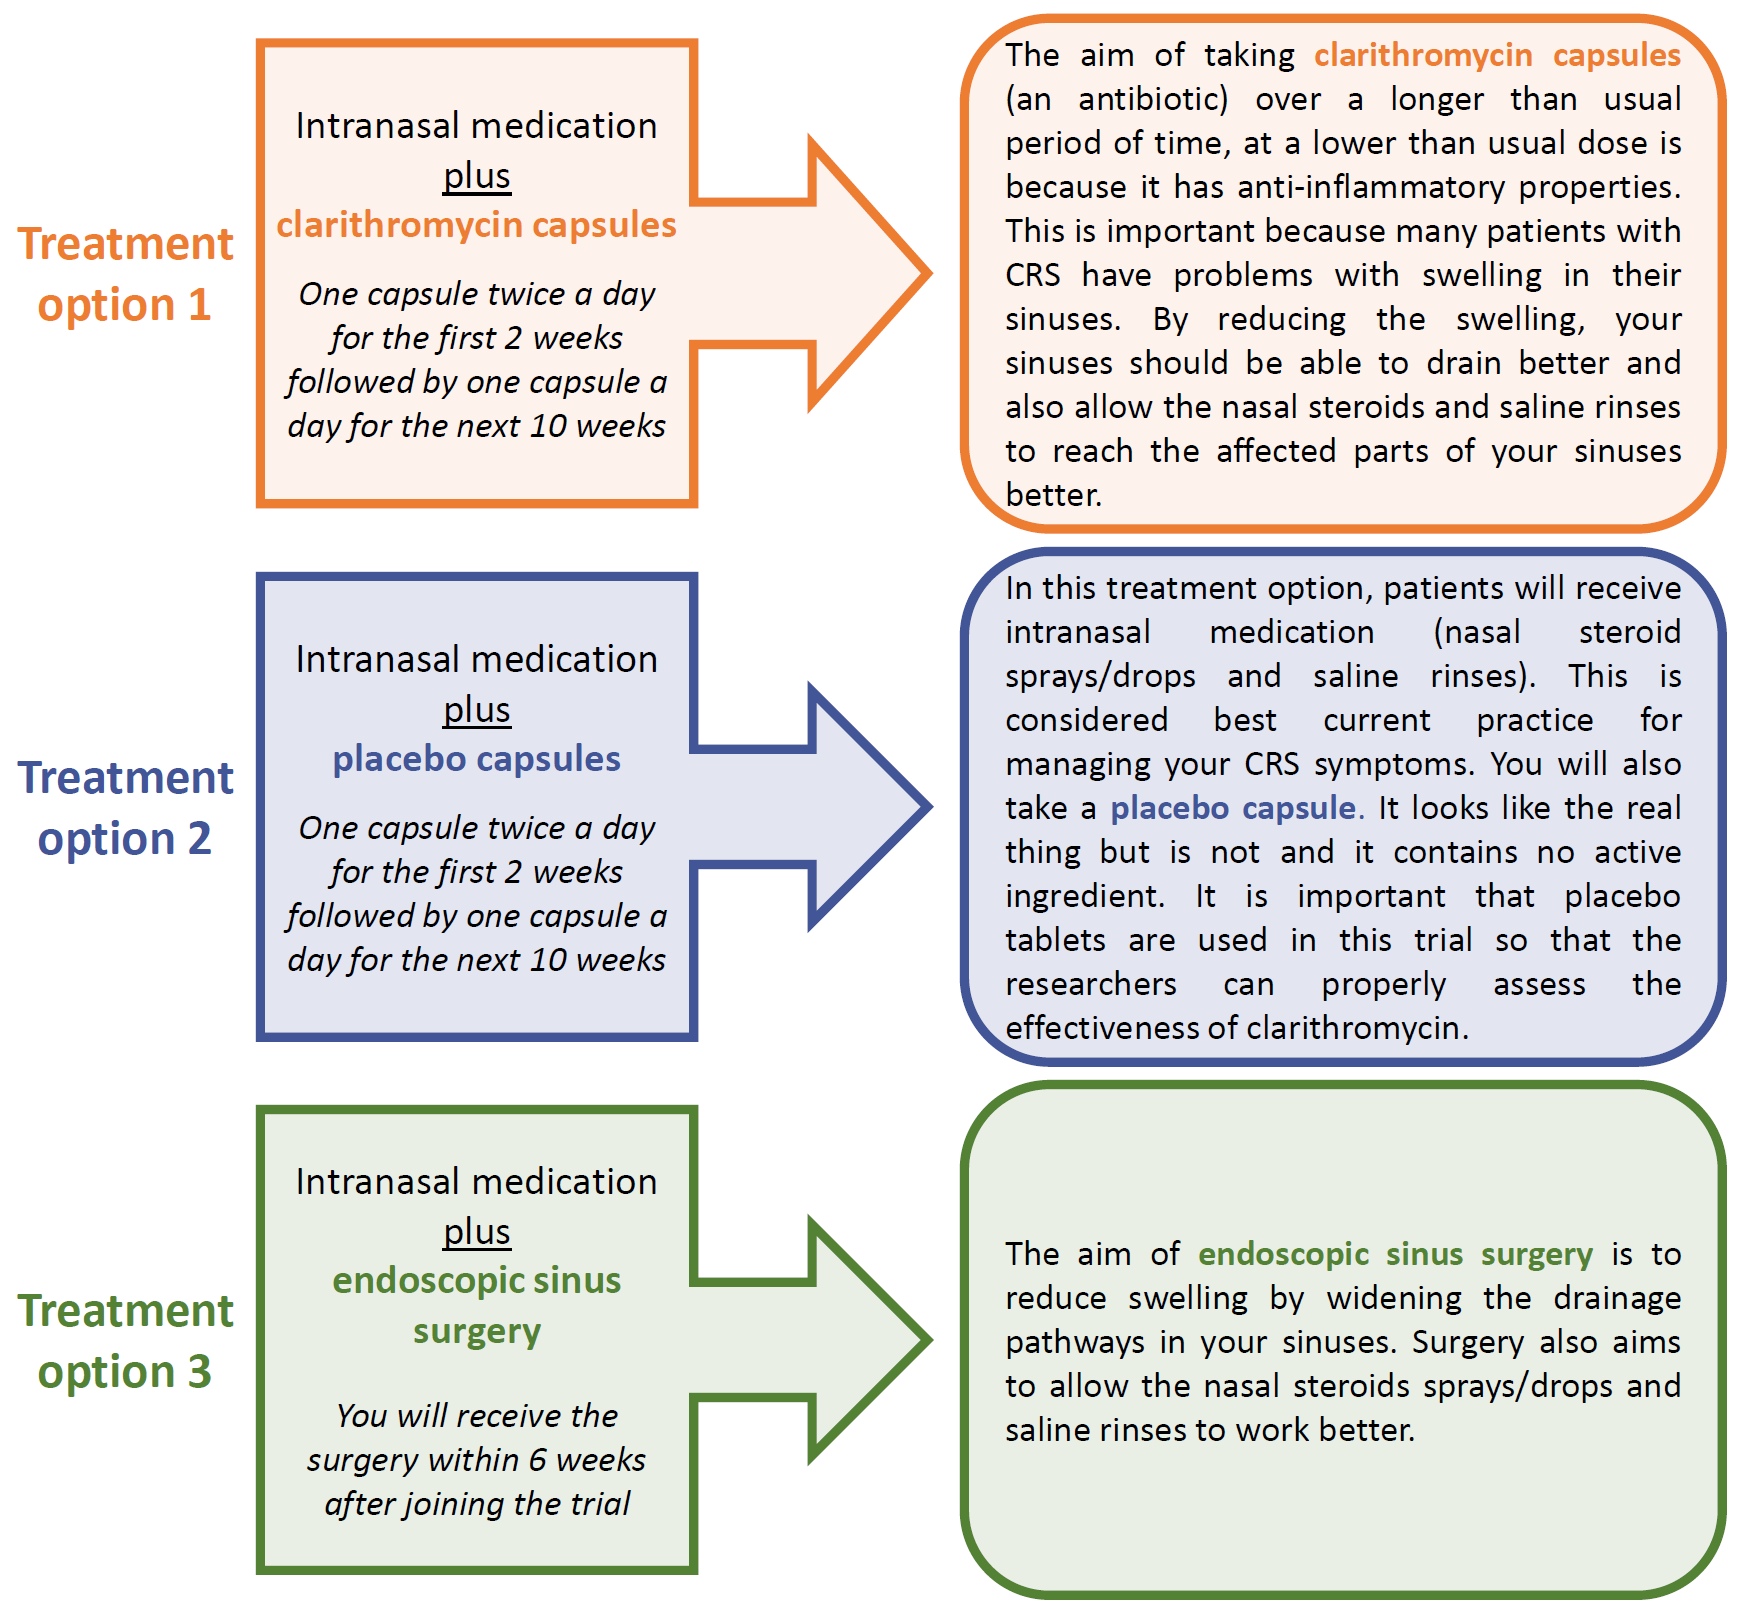 Treatment
option 1
Intranasal medication
plus
clarithromycin capsules
One capsule twice a day
for the first 2 weeks
followed by one capsule a
day for the next 10 weeks
The aim of taking clarithromycin capsules
(an antibiotic) over a longer than usual
period of time, at a lower than usual dose is
because it has anti-inflammatory properties.
This is important because many patients with
CRS have problems with swelling in their
sinuses. By reducing the swelling, your
sinuses should be able to drain better and
also allow the nasal steroids and saline rinses
to reach the affected parts of your sinuses
better.
Treatment
option 2
Intranasal medication
plus
placebo capsules
One capsule twice a day
for the first 2 weeks
followed by one capsule a
day for the next 10 weeks
In this treatment option, patients will receive
intranasal medication (nasal steroid
sprays/drops and saline rinses). This is
considered best current practice for
managing your CRS symptoms. You will also
take a placebo capsule. It looks like the real
thing but is not and it contains no active
ingredient. It is important that placebo
tablets are used in this trial so that the
researchers can properly assess the
effectiveness of clarithromycin.
Treatment
option 3
Intranasal medication
plus
endoscopic sinus
surgery
You will receive the
surgery within 6 weeks
after joining the trial
The aim of endoscopic sinus surgery is to
reduce swelling by widening the drainage
pathways in your sinuses. Surgery also aims
to allow the nasal steroids sprays/drops and
saline rinses to work better.